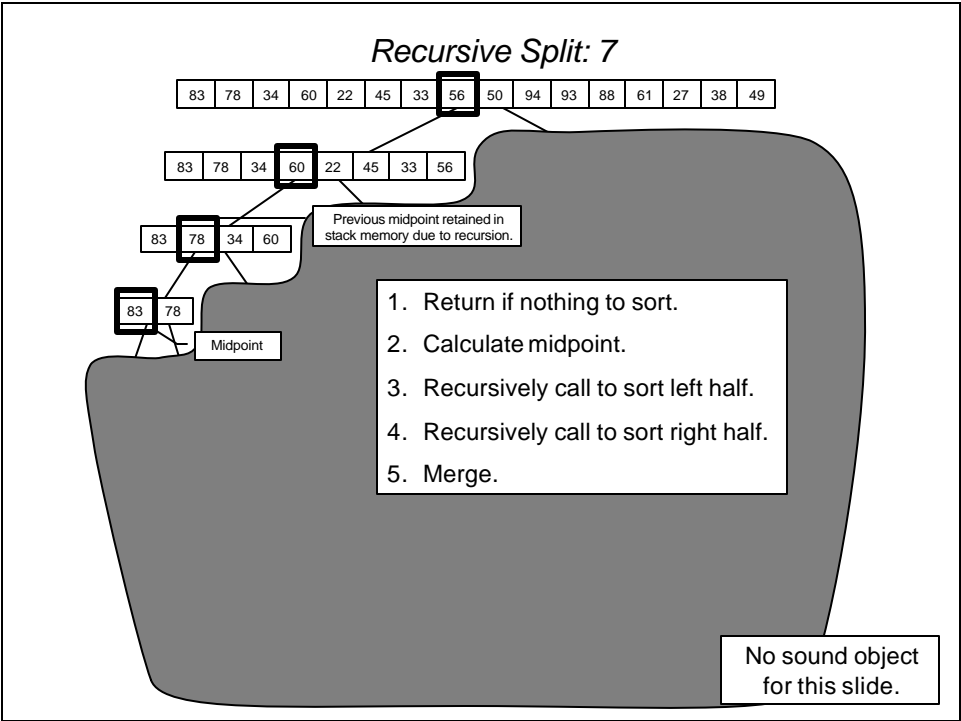 Recursive Split: 7
83 78 34 60 22 45 33 56 50 94 93 88 61 27 38 49
83 78 34 60 22 45 33 56
Previous midpoint retained in
stack memory due to recursion.
83 78 34 60
83 78
Midpoint
1. Return if nothing to sort.
2. Calculate midpoint.
3. Recursively call to sort left half.
4. Recursively call to sort right half.
5. Merge.
No sound object
for this slide.